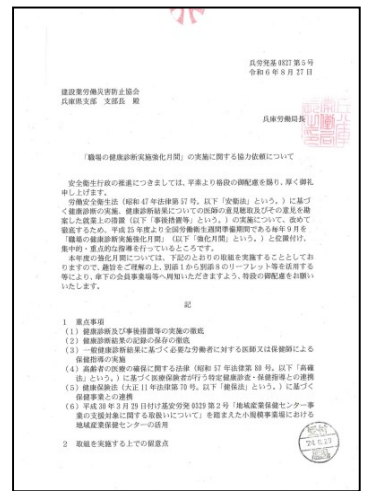 兵労発基 0827 第5号
令和6年8月27日
建設業労働災害防止協会
兵庫県支部 支部長 殿
兵庫労働局長
「職場の健康診断実施強化月間」の実施に関する協力依頼について
安全衛生行政の推進につきましては、平素より格段の御配慮を賜り、厚く御礼
申し上げます。
労働安全衛生法（昭和47年法律第57号。以下「安衛法」という。）に基づ
く健康診断の実施、健康診断結果についての医師の意見聴取及びその意見を勘
案した就業上の措置（以下「事後措置等」という。）の実施について、改めて
徹底するため、平成25年度より全国労働衛生週間準備期間である毎年9月を
「職場の健康診断実施強化月間」（以下「強化月間」という。）と位置付け、
集中的・重点的な指導を行っているところです。
本年度の強化月間については、下記のとおりの取組を実施することとしてお
りますので、趣旨をご理解の上、別添1から別添8のリーフレット等を活用する
等により、傘下の会員事業場等へ周知いただきますよう、特段の御配慮をお願い
いたします。
記
1 重点事項
（1）健康診断及び事後措置等の実施の徹底
（2）健康診断結果の記録の保存の徹底
（3）一般健康診断結果に基づく必要な労働者に対する医師又は保健師による
保健指導の実施
（4）高齢者の医療の確保に関する法律（昭和57年法律第80号。以下「高確
法」という。）に基づく医療保険者が行う特定健康診査・保健指導との連携
（5）健康保険法（大正11年法律第70号。以下「健保法」という。）に基づく
保健事業との連携
（6）平成30年3月29日付け基安労発0329第2号「地域産業保健センター事
業の支援対象に関する取扱いについて」を踏まえた小規模事業場における
地域産業保健センターの活用
2 取組を実施する上での留意点